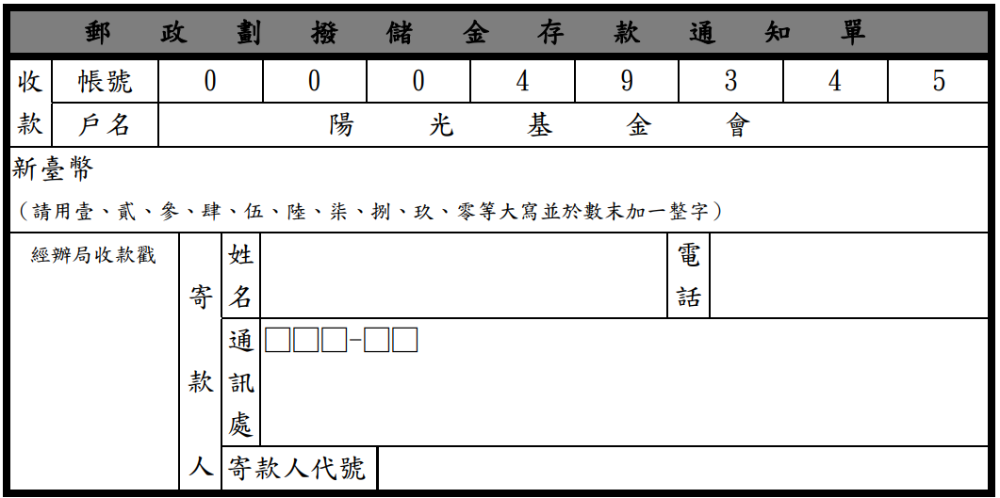 郵政劃撥儲金存款通知單
收款 帳號 0 0 0 4 9 3 4 5
戶名 陽光基金會
新臺幣
（請用壹、貳、參、肆、伍、陸、柒、捌、玖、零等大寫並於數末加一整字）
經辦局收款戳
寄款人
姓名
電話
通訊處 □□□-□□
寄款人代號